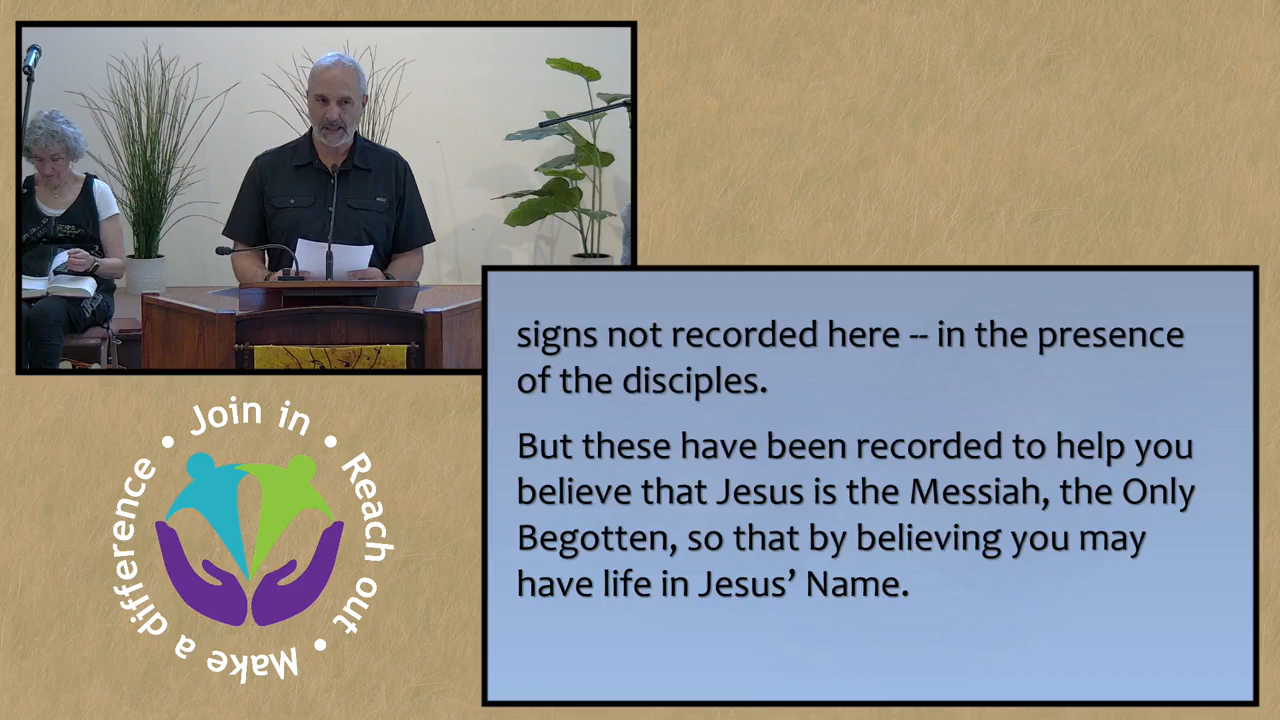 signs not recorded here -- in the presence
of the disciples.
But these have been recorded to help you
believe that Jesus is the Messiah, the Only
Begotten, so that by believing you may
have life in Jesus’ Name.
• Join in • Reach out • Make a difference